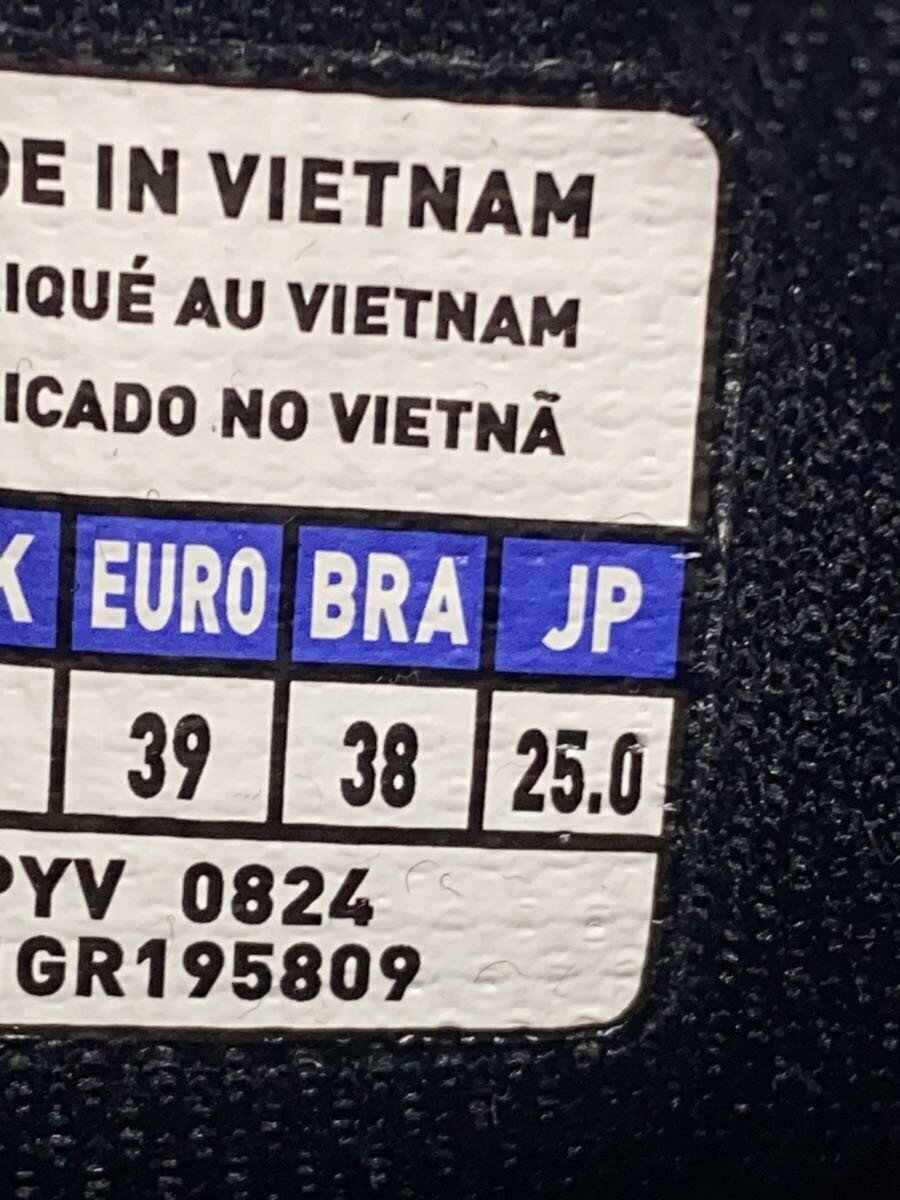 DE IN VIETNAM
IQUÉ AU VIETNAM
ICADO NO VIETNÃ
K EURO BRA JP
39 38 25.0
PYV 0824
GR195809